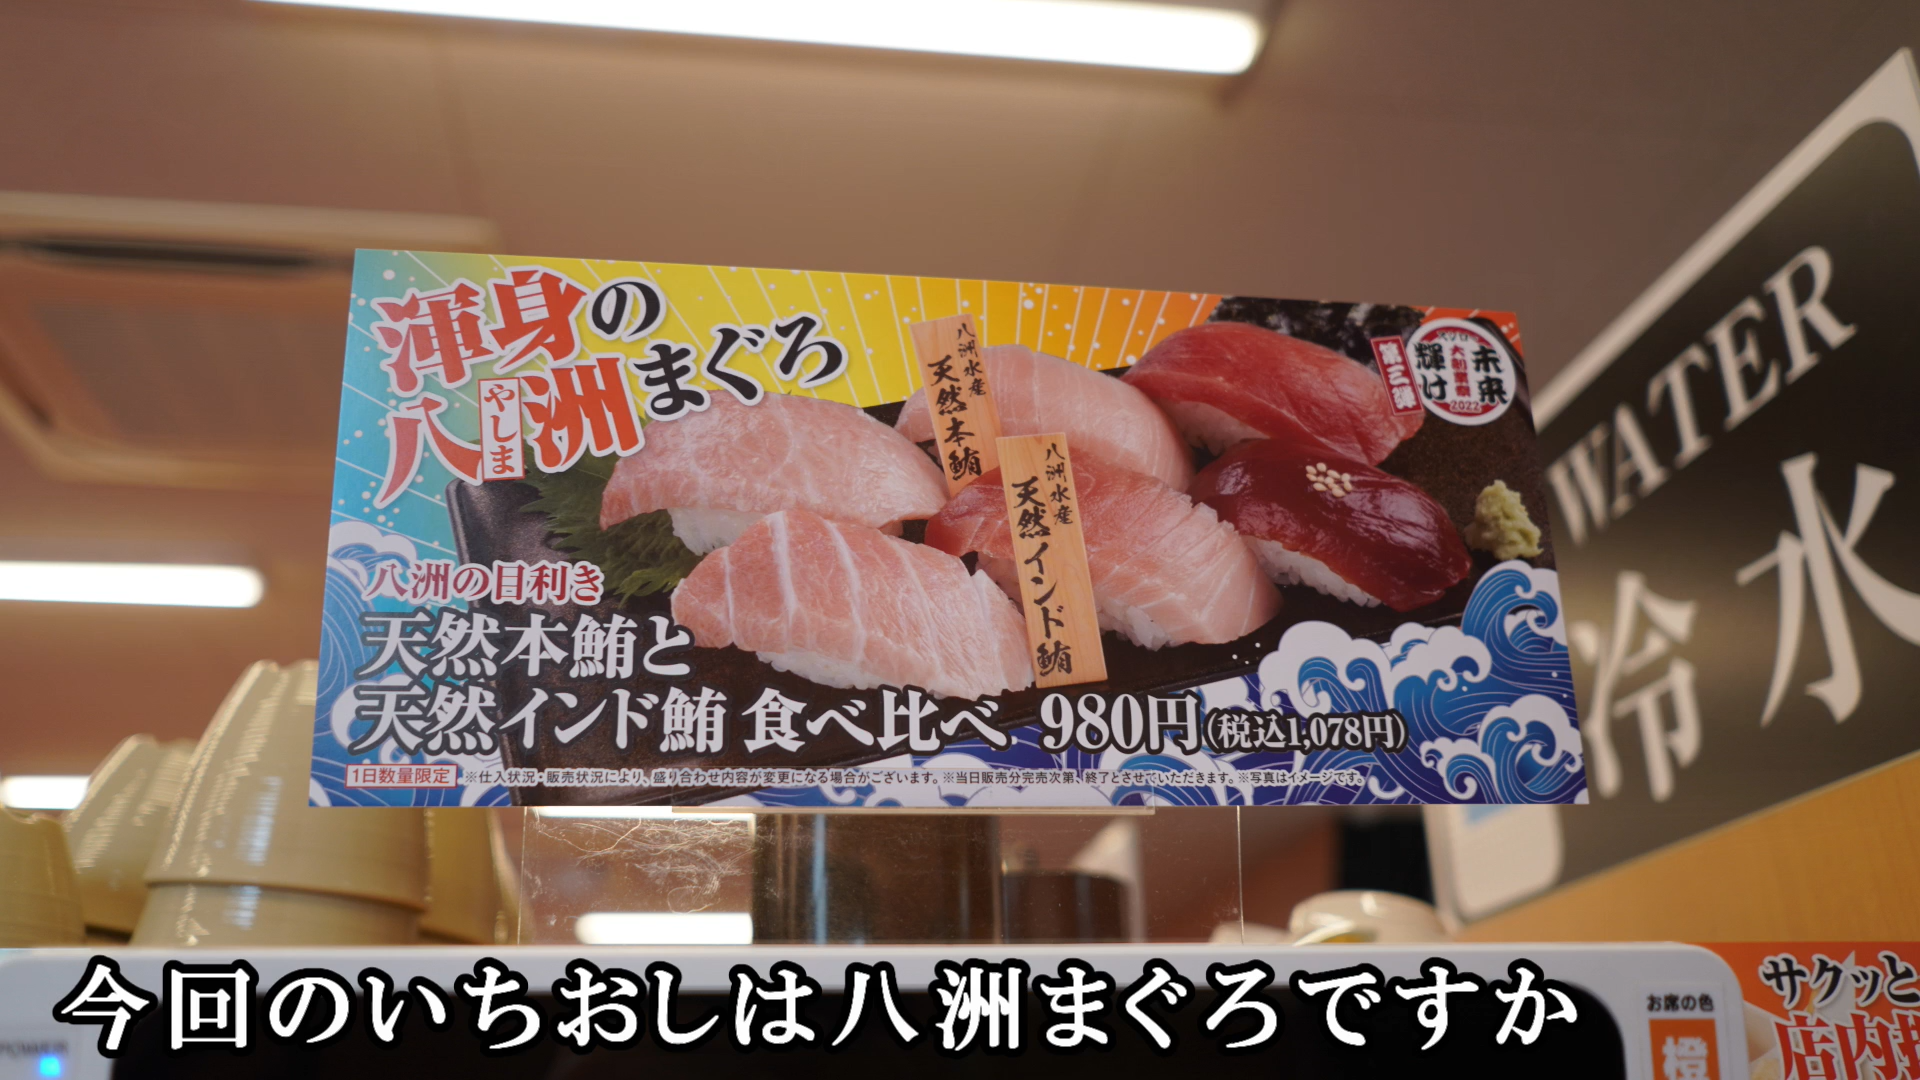 渾身の
八洲まぐろ
やしま
八洲水産
天然本鮪
八洲水産
天然インド鮪
第三弾
未来
輝け
大創業祭
2022
八洲の目利き
天然本鮪と
天然インド鮪 食べ比べ 980円(税込1,078円)
1日数量限定 ※仕入状況・販売状況により、盛り合わせ内容が変更になる場合がございます。※当日販売分完売次第、終了とさせていただきます。※写真はイメージです。
WATER
冷水
今回のいちおしは八洲まぐろですか
POWER
お席の色
橙
サクッと
店内